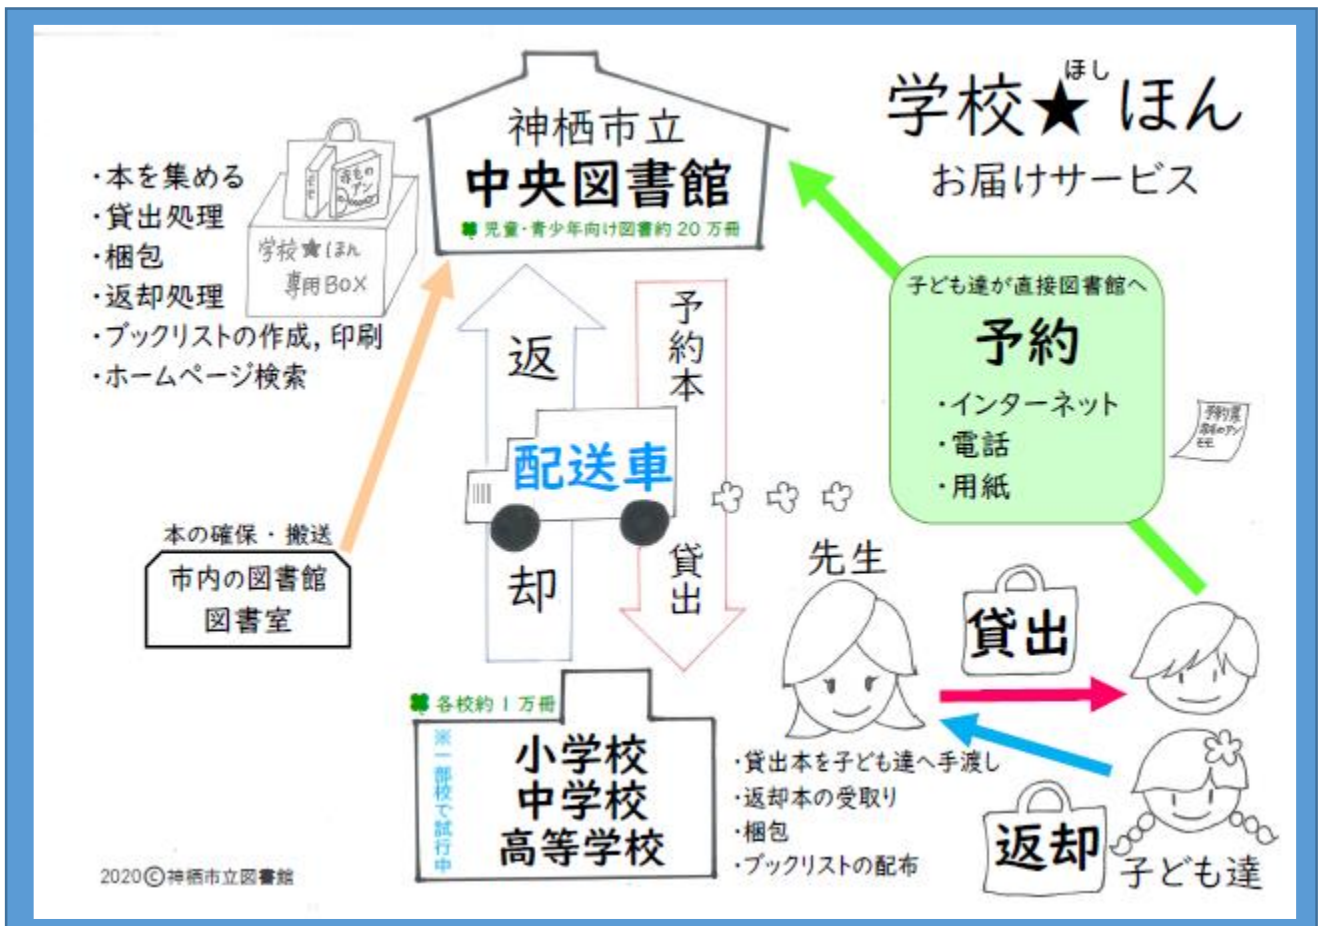 学校★ほん
ほし
お届けサービス
神栖市立
中央図書館
児童・青少年向け図書約20万冊
・本を集める
・貸出処理
・梱包
・返却処理
・ブックリストの作成,印刷
・ホームページ検索
赤毛の
アン
学校★ほん
専用BOX
子ども達が直接図書館へ
予約
・インターネット
・電話
・用紙
予約本
貸出
返
却
配送車
本の確保・搬送
市内の図書館
図書室
先生
貸出
各校約1万冊
※一部校で試行中
小学校
中学校
高等学校
・貸出本を子ども達へ手渡し
・返却本の受取り
・梱包
・ブックリストの配布
返却
子ども達
2020©神栖市立図書館